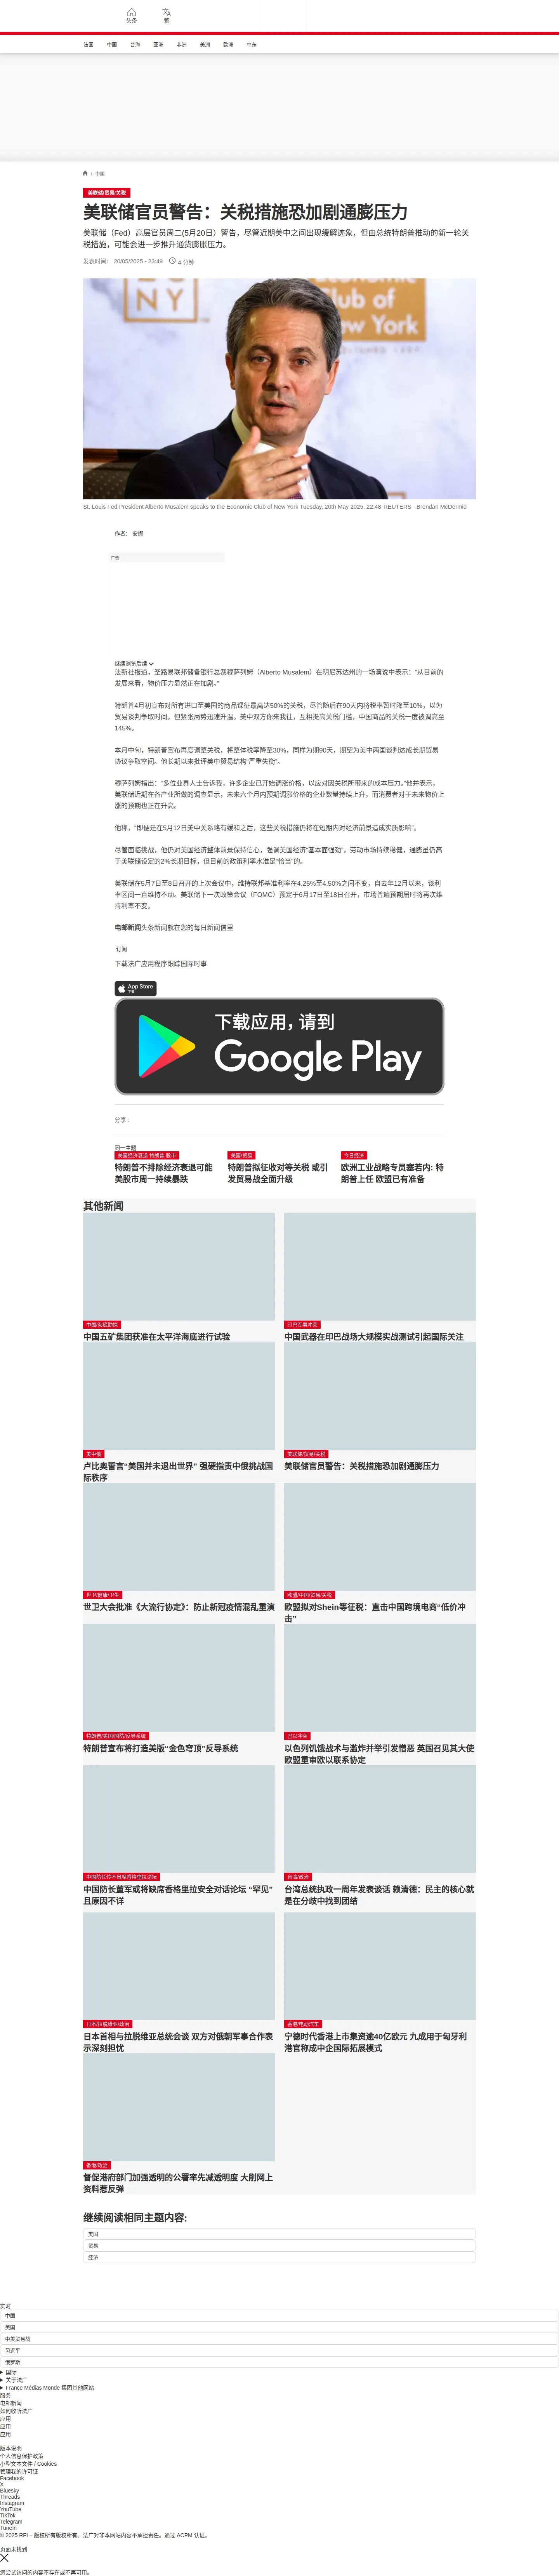 头条
繁
法国
中国
台海
亚洲
非洲
美洲
欧洲
中东
/ 中国
美联储/贸易/关税
美联储官员警告：关税措施恐加剧通膨压力
美联储（Fed）高层官员周二(5月20日）警告，尽管近期美中之间出现缓解迹象，但由总统特朗普推动的新一轮关
税措施，可能会进一步推升通货膨胀压力。
发表时间： 20/05/2025 - 23:49
4 分钟
Club of
New York
St. Louis Fed President Alberto Musalem speaks to the Economic Club of New York Tuesday, 20th May 2025, 22:48 REUTERS - Brendan McDermid
作者： 安娜
广告
继续浏览后续
法新社报道，圣路易联邦储备银行总裁穆萨列姆（Alberto Musalem）在明尼苏达州的一场演说中表示：“从目前的
发展来看，物价压力显然正在加剧。”
特朗普4月初宣布对所有进口至美国的商品课征最高达50%的关税，尽管随后在90天内将税率暂时降至10%，以为
贸易谈判争取时间，但紧张局势迅速升温。美中双方你来我往，互相提高关税门槛，中国商品的关税一度被调高至
145%。
本月中旬，特朗普宣布再度调整关税，将整体税率降至30%，同样为期90天，期望为美中两国谈判达成长期贸易
协议争取空间。他长期以来批评美中贸易结构“严重失衡”。
穆萨列姆指出：“多位业界人士告诉我，许多企业已开始调涨价格，以应对因关税所带来的成本压力。”他并表示，
美联储近期在各产业所做的调查显示，未来六个月内预期调涨价格的企业数量持续上升，而消费者对于未来物价上
涨的预期也正在升高。
他称，“即便是在5月12日美中关系略有缓和之后，这些关税措施仍将在短期内对经济前景造成实质影响”。
尽管面临挑战，他仍对美国经济整体前景保持信心，强调美国经济“基本面强劲”，劳动市场持续稳健，通膨虽仍高
于美联储设定的2%长期目标，但目前的政策利率水准是“恰当”的。
美联储在5月7日至8日召开的上次会议中，维持联邦基准利率在4.25%至4.50%之间不变，自去年12月以来，该利
率区间一直维持不动。美联储下一次政策会议（FOMC）预定于6月17日至18日召开，市场普遍预期届时将再次维
持利率不变。
电邮新闻头条新闻就在您的每日新闻信里
订阅
下载法广应用程序跟踪国际时事
App Store
下载
下载应用，请到
Google Play
分享 :
同一主题
美国经济衰退 特朗普 股市
特朗普不排除经济衰退可能
美股市周一持续暴跌
美国/贸易
特朗普拟征收对等关税 或引
发贸易战全面升级
今日经济
欧洲工业战略专员塞若内: 特
朗普上任 欧盟已有准备
其他新闻
中国/海底勘探
中国五矿集团获准在太平洋海底进行试验
印巴军事冲突
中国武器在印巴战场大规模实战测试引起国际关注
美中俄
卢比奥誓言“美国并未退出世界” 强硬指责中俄挑战国
际秩序
美联储/贸易/关税
美联储官员警告：关税措施恐加剧通膨压力
世卫/健康/卫生
世卫大会批准《大流行协定》：防止新冠疫情混乱重演
欧盟/中国/贸易/关税
欧盟拟对Shein等征税：直击中国跨境电商“低价冲
击”
特朗普/美国/国防/反导系统
特朗普宣布将打造美版“金色穹顶”反导系统
巴以冲突
以色列饥饿战术与滥炸并举引发憎恶 英国召见其大使
欧盟重审欧以联系协定
中国防长作不出席香格里拉论坛
中国防长董军或将缺席香格里拉安全对话论坛 “罕见”
且原因不详
台湾/政治
台湾总统执政一周年发表谈话 赖清德：民主的核心就
是在分歧中找到团结
日本/拉脱维亚/政治
日本首相与拉脱维亚总统会谈 双方对俄朝军事合作表
示深刻担忧
香港/电动汽车
宁德时代香港上市集资逾40亿欧元 九成用于匈牙利
港官称成中企国际拓展模式
香港/政治
督促港府部门加强透明的公署率先减透明度 大削网上
资料惹反弹
继续阅读相同主题内容:
美国
贸易
经济
实时
中国
美国
中美贸易战
习近平
俄罗斯
国际
关于法广
France Médias Monde 集团其他网站
服务
电邮新闻
如何收听法广
应用
应用
应用
版本说明
个人信息保护政策
小型文本文件 / Cookies
管理我的许可证
Facebook
X
Bluesky
Threads
Instagram
YouTube
TikTok
Telegram
TuneIn
© 2025 RFI – 版权所有版权所有。法广对非本网站内容不承担责任。通过 ACPM 认证。
页面未找到
您尝试访问的内容不存在或不再可用。